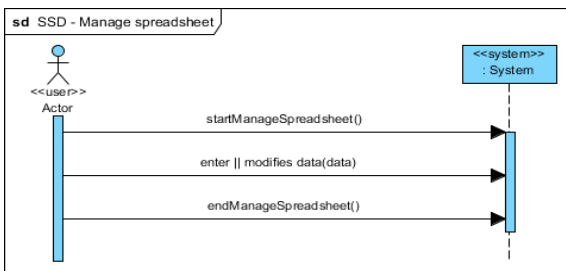 sd SSD - Manage spreadsheet
<<user>>
Actor
<<system>>
: System
startManageSpreadsheet()
enter || modifies data(data)
endManageSpreadsheet()